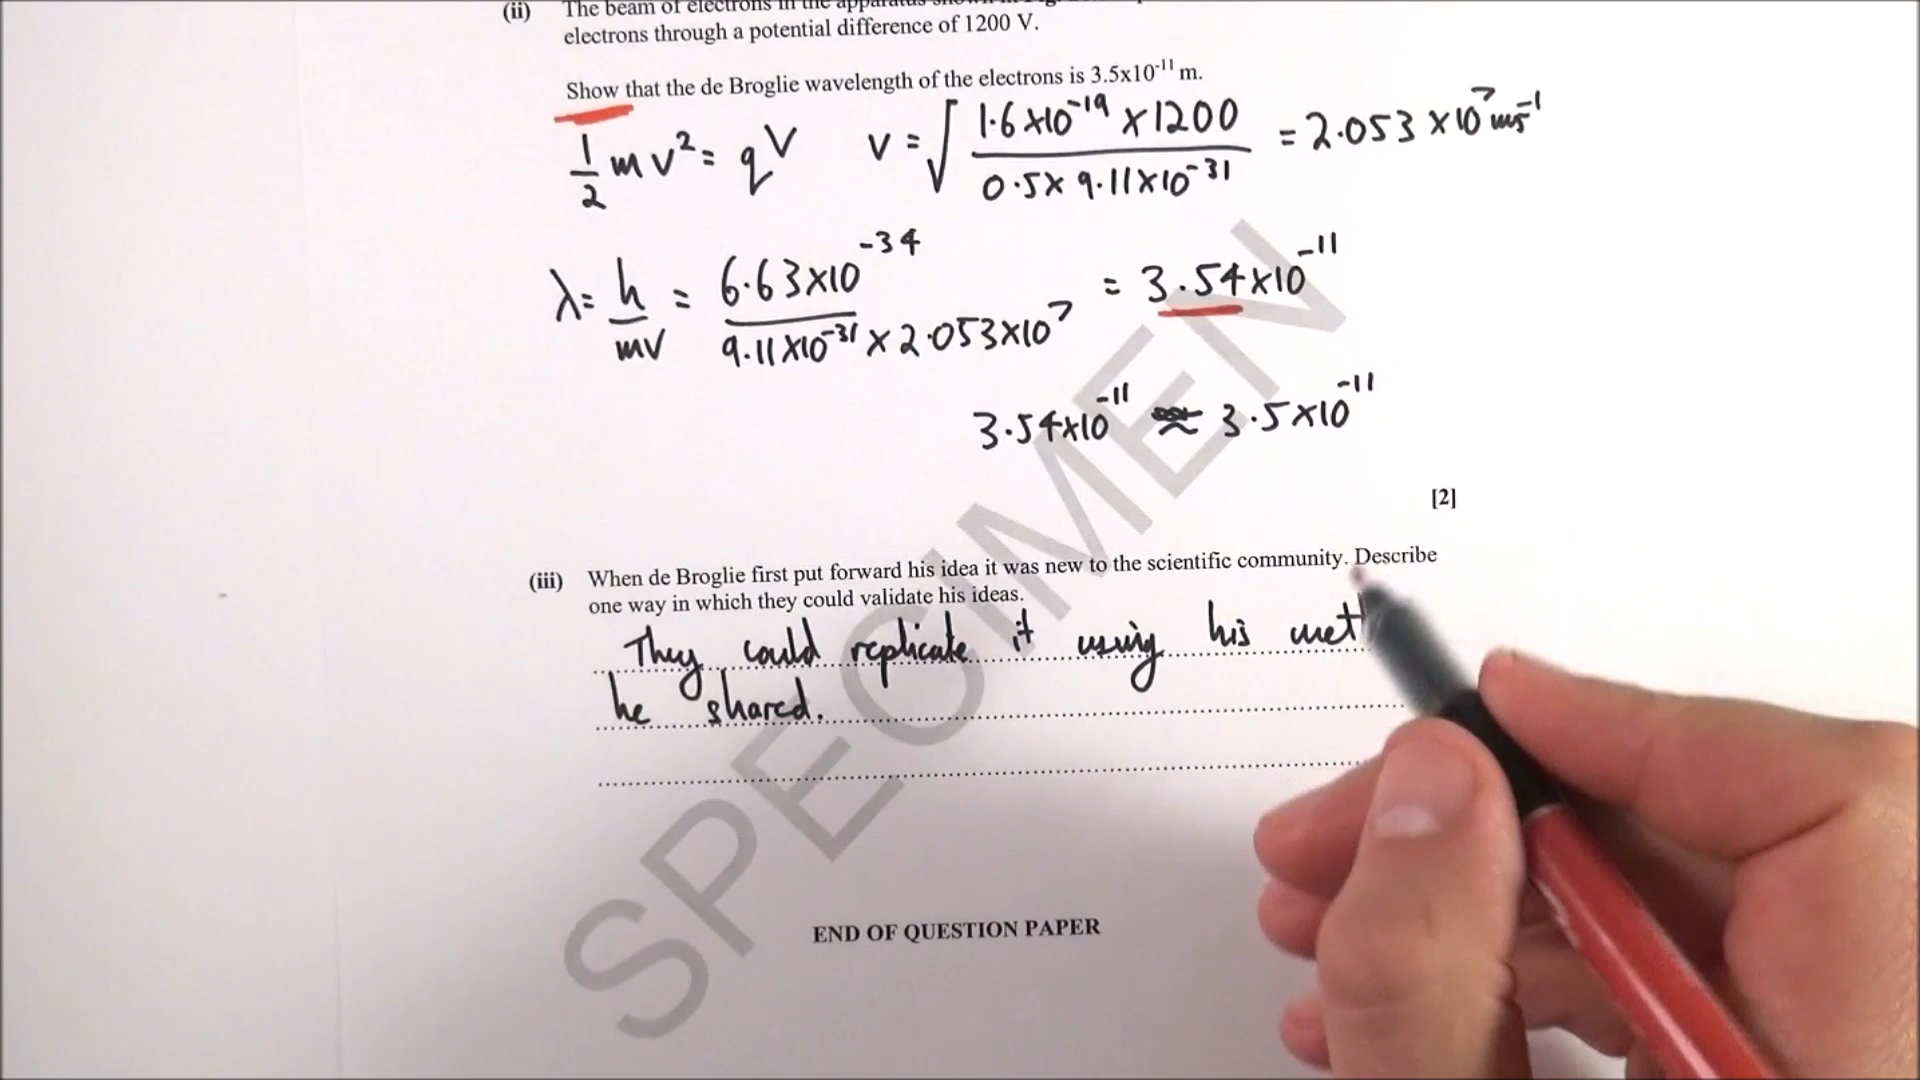 (ii) The beam of electrons in the apparatus shown in
electrons through a potential difference of 1200 V.
Show that the de Broglie wavelength of the electrons is 3.5x10⁻¹¹ m.
1/2 mv² = qV v = √(1.6×10⁻¹⁹ × 1200 / 0.5 × 9.11×10⁻³¹) = 2.053 ×10⁷ ms⁻¹
λ = h/mv = 6.63×10⁻³⁴ / 9.11×10⁻³¹ × 2.053×10⁷ = 3.54×10⁻¹¹
3.54×10⁻¹¹ ≈ 3.5×10⁻¹¹
[2]
(iii) When de Broglie first put forward his idea it was new to the scientific community. Describe
one way in which they could validate his ideas.
They could replicate it using his
he shared.
END OF QUESTION PAPER
SPECIMEN